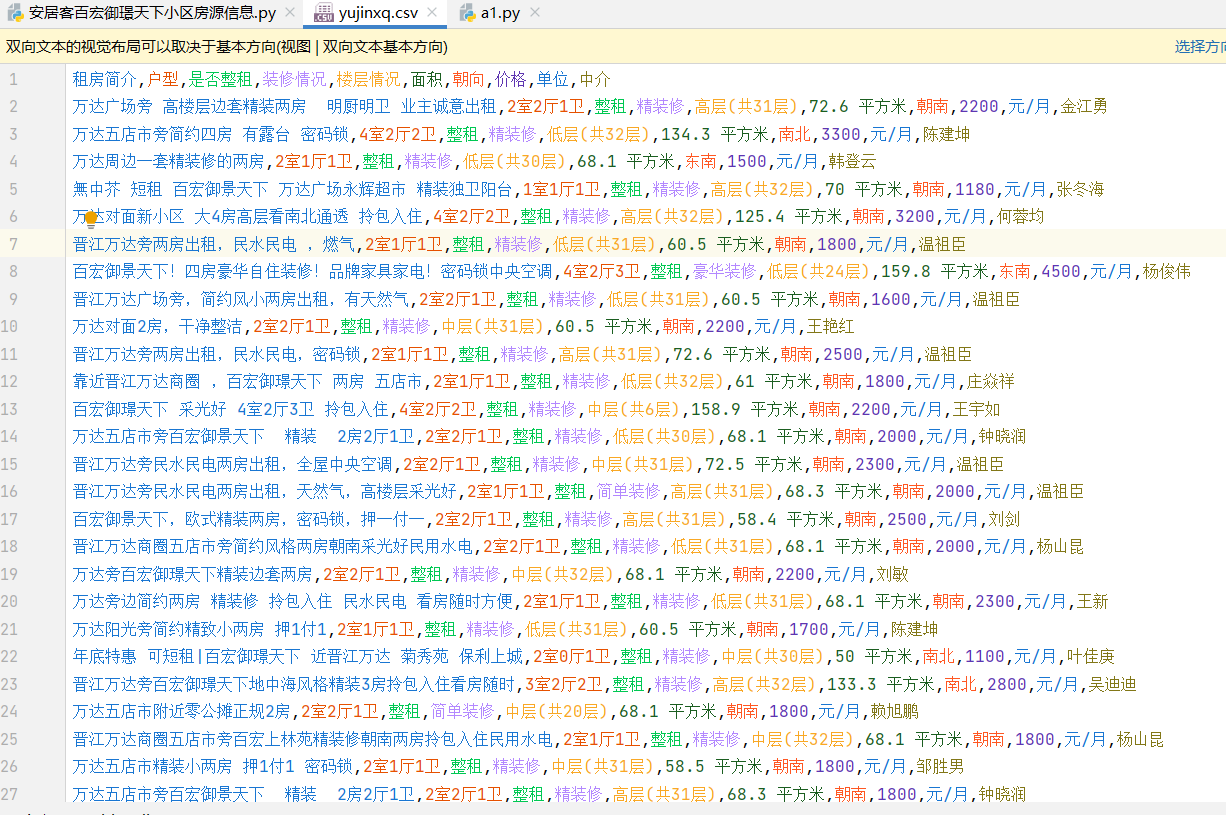 安居客百宏御璟天下小区房源信息.py yujinxq.csv a1.py
双向文本的视觉布局可以取决于基本方向(视图 | 双向文本基本方向) 选择方向
1 租房简介,户型,是否整租,装修情况,楼层情况,面积,朝向,价格,单位,中介
2 万达广场旁 高楼层边套精装两房  明厨明卫 业主诚意出租,2室2厅1卫,整租,精装修,高层(共31层),72.6 平方米,朝南,2200,元/月,金江勇
3 万达五店市旁简约四房 有露台 密码锁,4室2厅2卫,整租,精装修,低层(共32层),134.3 平方米,南北,3300,元/月,陈建坤
4 万达周边一套精装修的两房,2室1厅1卫,整租,精装修,低层(共30层),68.1 平方米,东南,1500,元/月,韩登云
5 無中芥 短租 百宏御景天下 万达广场永辉超市 精装独卫阳台,1室1厅1卫,整租,精装修,高层(共32层),70 平方米,朝南,1180,元/月,张冬海
6 万达对面新小区 大4房高层看南北通透 拎包入住,4室2厅2卫,整租,精装修,高层(共32层),125.4 平方米,朝南,3200,元/月,何蓉均
7 晋江万达旁两房出租，民水民电 ，燃气,2室1厅1卫,整租,精装修,低层(共31层),60.5 平方米,朝南,1800,元/月,温祖臣
8 百宏御景天下！四房豪华自住装修！品牌家具家电！密码锁中央空调,4室2厅3卫,整租,豪华装修,低层(共24层),159.8 平方米,东南,4500,元/月,杨俊伟
9 晋江万达广场旁，简约风小两房出租，有天然气,2室2厅1卫,整租,精装修,低层(共31层),60.5 平方米,朝南,1600,元/月,温祖臣
10 万达对面2房，干净整洁,2室2厅1卫,整租,精装修,中层(共31层),60.5 平方米,朝南,2200,元/月,王艳红
11 晋江万达旁两房出租，民水民电，密码锁,2室1厅1卫,整租,精装修,高层(共31层),72.6 平方米,朝南,2500,元/月,温祖臣
12 靠近晋江万达商圈 ，百宏御璟天下 两房 五店市,2室1厅1卫,整租,精装修,低层(共32层),61 平方米,朝南,1800,元/月,庄焱祥
13 百宏御璟天下 采光好 4室2厅3卫 拎包入住,4室2厅2卫,整租,精装修,中层(共6层),158.9 平方米,朝南,2200,元/月,王宇如
14 万达五店市旁百宏御景天下  精装  2房2厅1卫,2室2厅1卫,整租,精装修,低层(共30层),68.1 平方米,朝南,2000,元/月,钟晓润
15 晋江万达旁民水民电两房出租，全屋中央空调,2室2厅1卫,整租,精装修,中层(共31层),72.5 平方米,朝南,2300,元/月,温祖臣
16 晋江万达旁民水民电两房出租，天然气，高楼层采光好,2室1厅1卫,整租,简单装修,高层(共31层),68.3 平方米,朝南,2000,元/月,温祖臣
17 百宏御景天下，欧式精装两房，密码锁，押一付一,2室2厅1卫,整租,精装修,高层(共31层),58.4 平方米,朝南,2500,元/月,刘剑
18 晋江万达商圈五店市旁简约风格两房朝南采光好民用水电,2室2厅1卫,整租,精装修,低层(共31层),68.1 平方米,朝南,2000,元/月,杨山昆
19 万达旁百宏御璟天下精装边套两房,2室2厅1卫,整租,精装修,中层(共32层),68.1 平方米,朝南,2200,元/月,刘敏
20 万达旁边简约两房 精装修 拎包入住 民水民电 看房随时方便,2室1厅1卫,整租,精装修,低层(共31层),68.1 平方米,朝南,2300,元/月,王新
21 万达阳光旁简约精致小两房 押1付1,2室1厅1卫,整租,精装修,低层(共31层),60.5 平方米,朝南,1700,元/月,陈建坤
22 年底特惠 可短租|百宏御璟天下 近晋江万达 菊秀苑 保利上城,2室0厅1卫,整租,精装修,中层(共30层),50 平方米,南北,1100,元/月,叶佳庚
23 晋江万达旁百宏御璟天下地中海风格精装3房拎包入住看房随时,3室2厅2卫,整租,精装修,高层(共32层),133.3 平方米,南北,2800,元/月,吴迪迪
24 万达五店市附近零公摊正规2房,2室2厅1卫,整租,简单装修,中层(共20层),68.1 平方米,朝南,1800,元/月,赖旭鹏
25 晋江万达商圈五店市旁百宏上林苑精装修朝南两房拎包入住民用水电,2室1厅1卫,整租,精装修,中层(共32层),68.1 平方米,朝南,1800,元/月,杨山昆
26 万达五店市精装小两房 押1付1 密码锁,2室1厅1卫,整租,精装修,中层(共31层),58.5 平方米,朝南,1800,元/月,邹胜男
27 万达五店市旁百宏御景天下  精装  2房2厅1卫,2室2厅1卫,整租,精装修,高层(共31层),68.3 平方米,朝南,1800,元/月,钟晓润